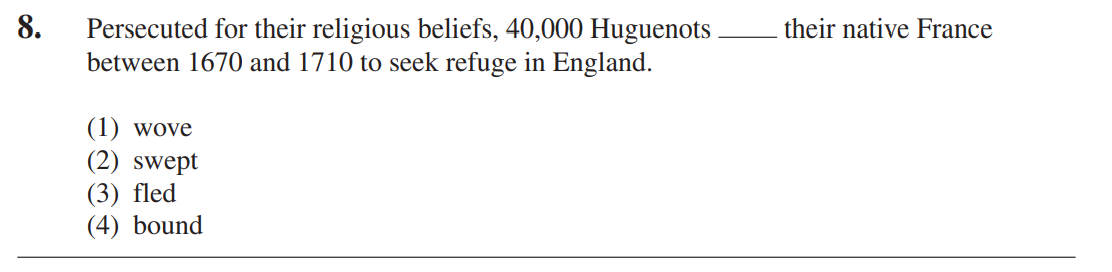 8. Persecuted for their religious beliefs, 40,000 Huguenots ____ their native France
between 1670 and 1710 to seek refuge in England.
(1) wove
(2) swept
(3) fled
(4) bound